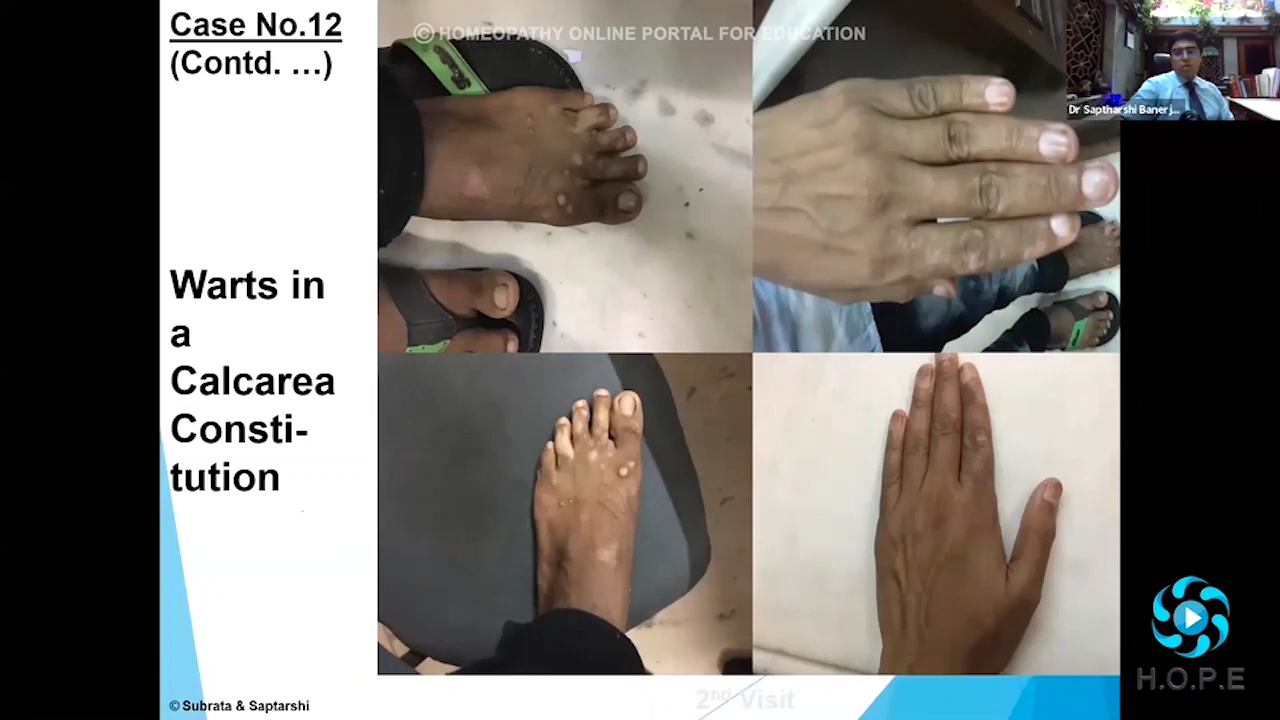 Case No.12
(Contd. …)
© HOMEOPATHY ONLINE PORTAL FOR EDUCATION
Dr Saptharshi Banerj...
Warts in
a
Calcarea
Consti-
tution
H.O.P.E
2nd Visit
© Subrata & Saptarshi